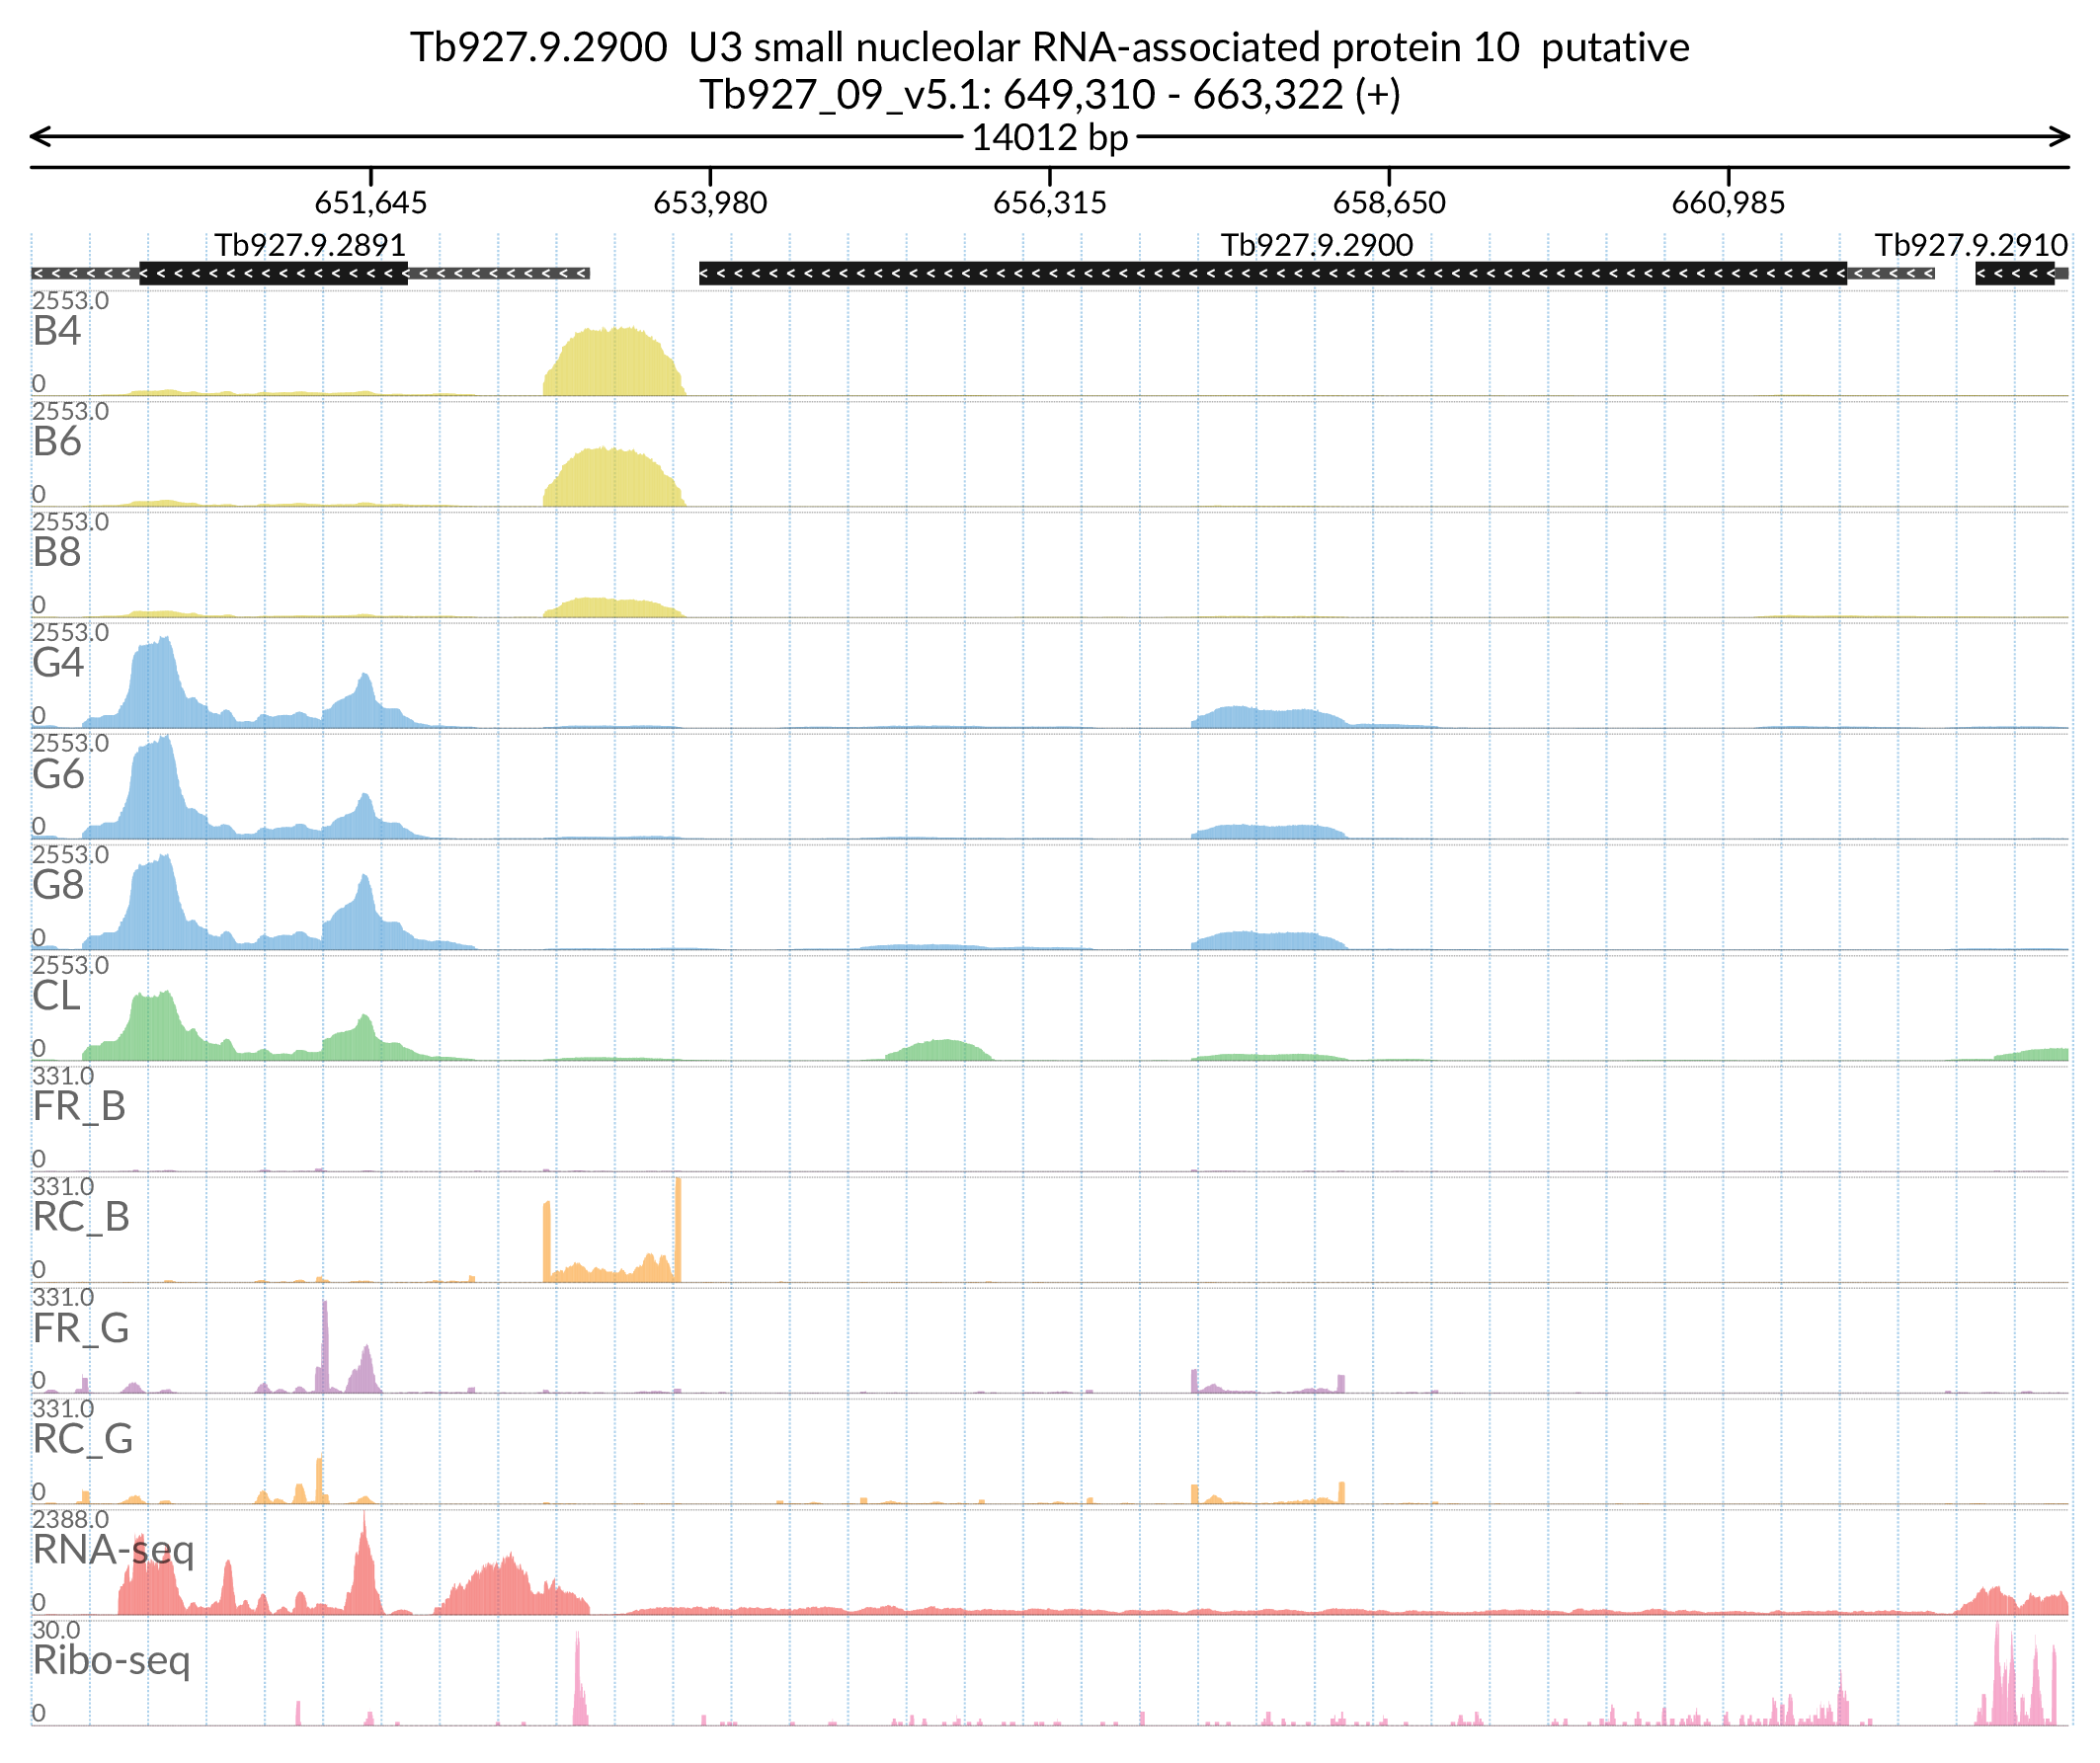 Tb927.9.2900  U3 small nucleolar RNA-associated protein 10  putative
Tb927_09_v5.1: 649,310 - 663,322 (+)
14012 bp
651,645 653,980 656,315 658,650 660,985
Tb927.9.2891 Tb927.9.2900 Tb927.9.2910
2553.0
B4
0
2553.0
B6
0
2553.0
B8
0
2553.0
G4
0
2553.0
G6
0
2553.0
G8
0
2553.0
CL
0
331.0
FR_B
0
331.0
RC_B
0
331.0
FR_G
0
331.0
RC_G
0
2388.0
RNA-seq
0
30.0
Ribo-seq
0